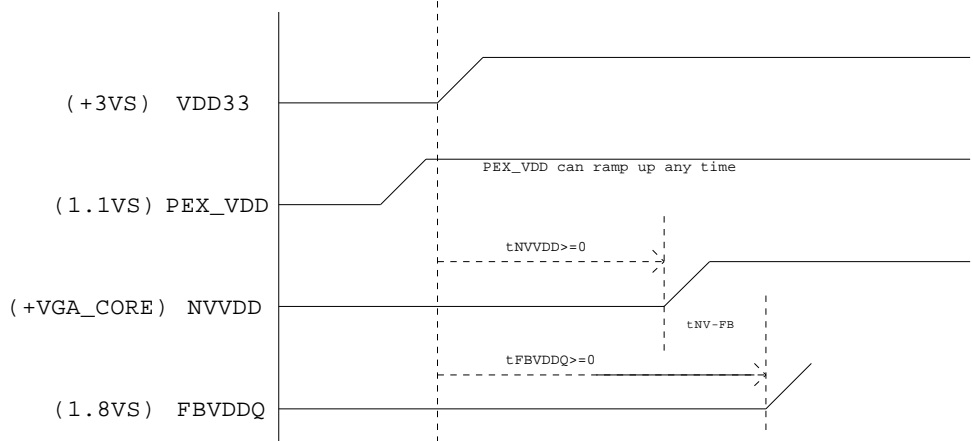 (+3VS) VDD33
PEX_VDD can ramp up any time
(1.1VS) PEX_VDD
tNVVDD>=0
(+VGA_CORE) NVVDD
tNV-FB
tFBVDDQ>=0
(1.8VS) FBVDDQ